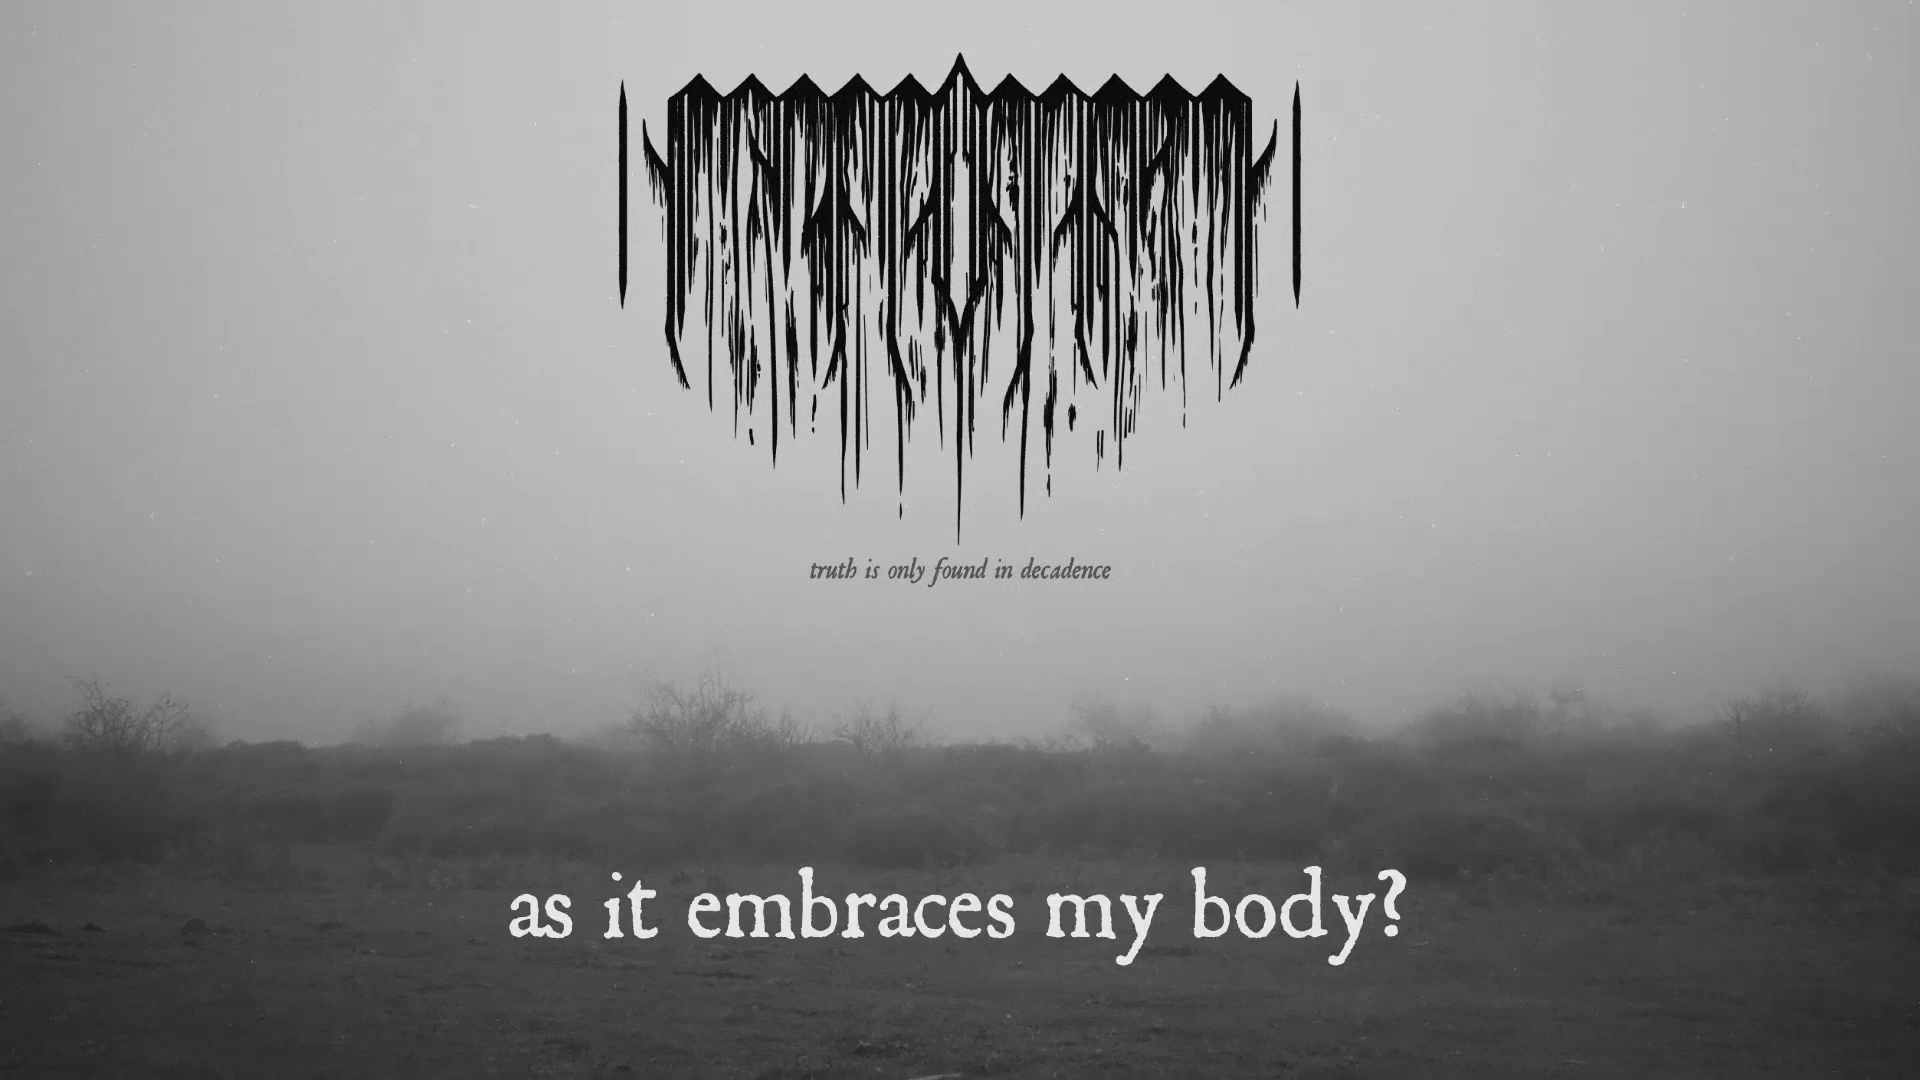 truth is only found in decadence
as it embraces my body?